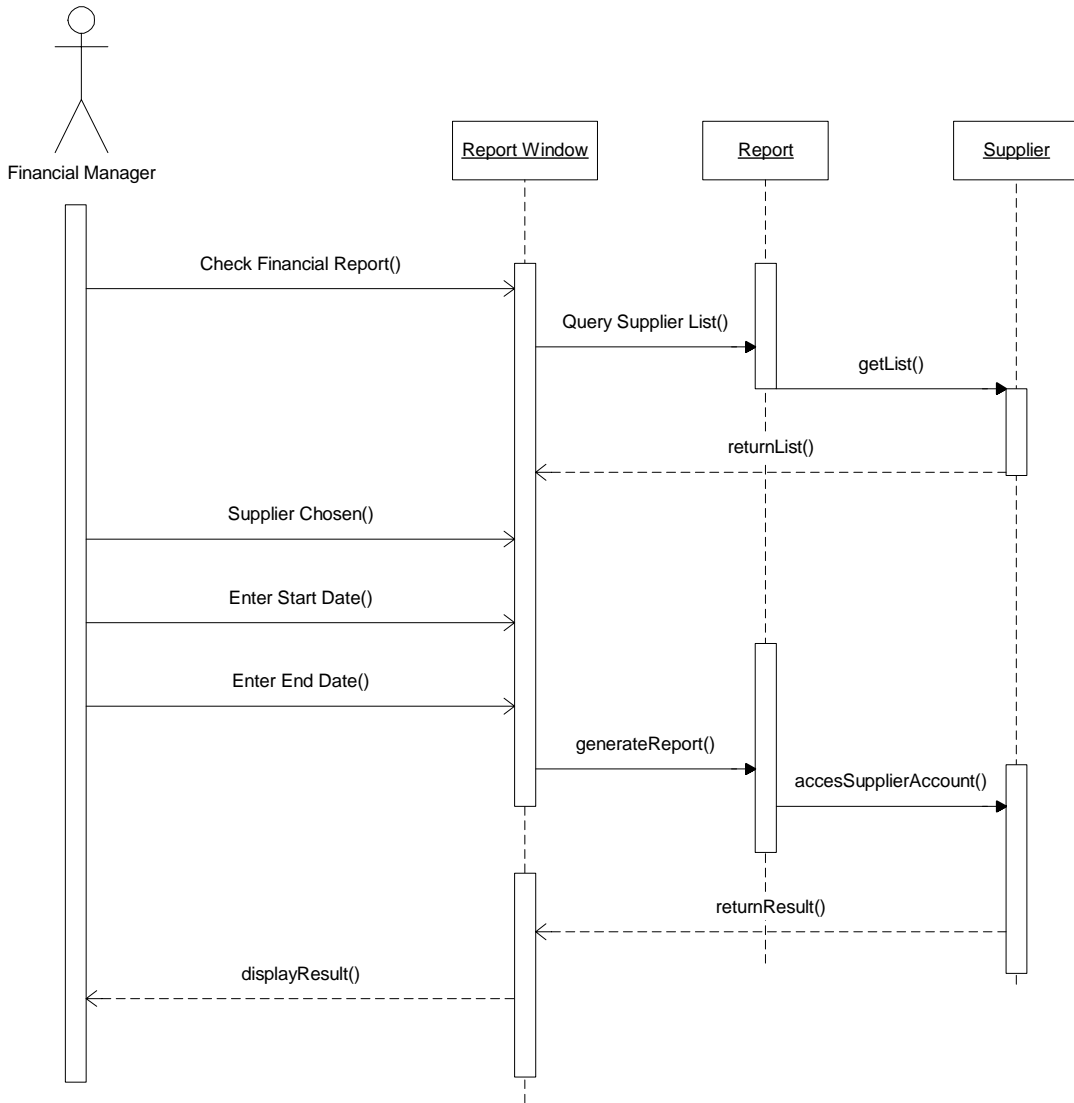 Financial Manager
Report Window
Report
Supplier
Check Financial Report()
Query Supplier List()
getList()
returnList()
Supplier Chosen()
Enter Start Date()
Enter End Date()
generateReport()
accesSupplierAccount()
returnResult()
displayResult()